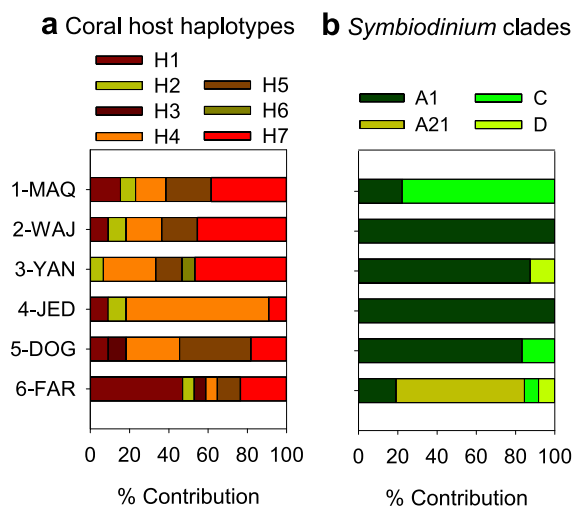 a Coral host haplotypes
H1
H2
H3
H4
H5
H6
H7
b Symbiodinium clades
A1
A21
C
D
1-MAQ
2-WAJ
3-YAN
4-JED
5-DOG
6-FAR
0 20 40 60 80 100
% Contribution
0 20 40 60 80 100
% Contribution